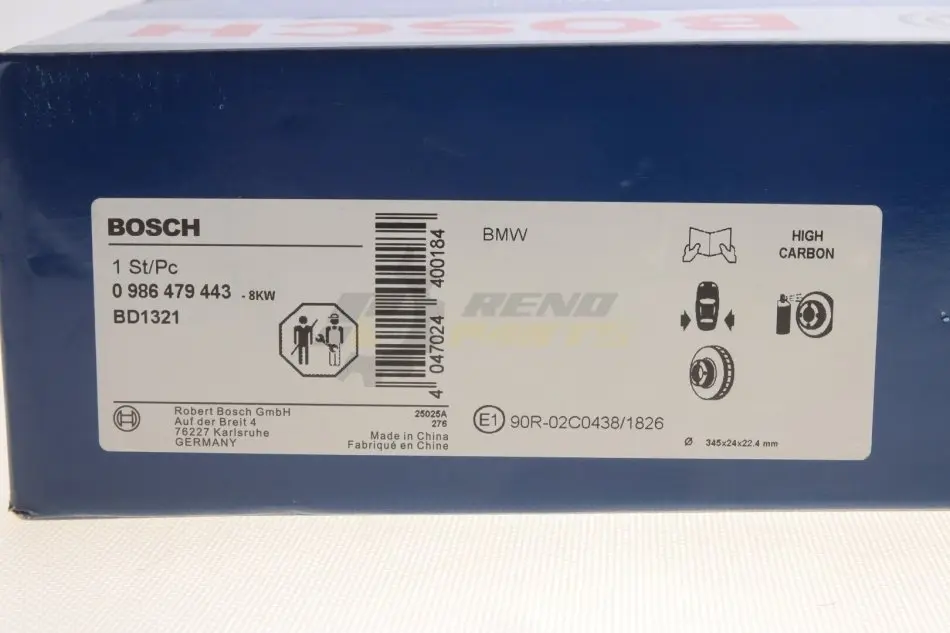 BOSCH
BOSCH
1 St/Pc
0 986 479 443 - 8KW
BD1321
4 047024 400184
Robert Bosch GmbH
Auf der Breit 4
76227 Karlsruhe
GERMANY
25025A
276
Made in China
Fabriqué en Chine
BMW
HIGH
CARBON
E1 90R-02C0438/1826
Ø 345x24x22.4 mm
RENO
PARTS